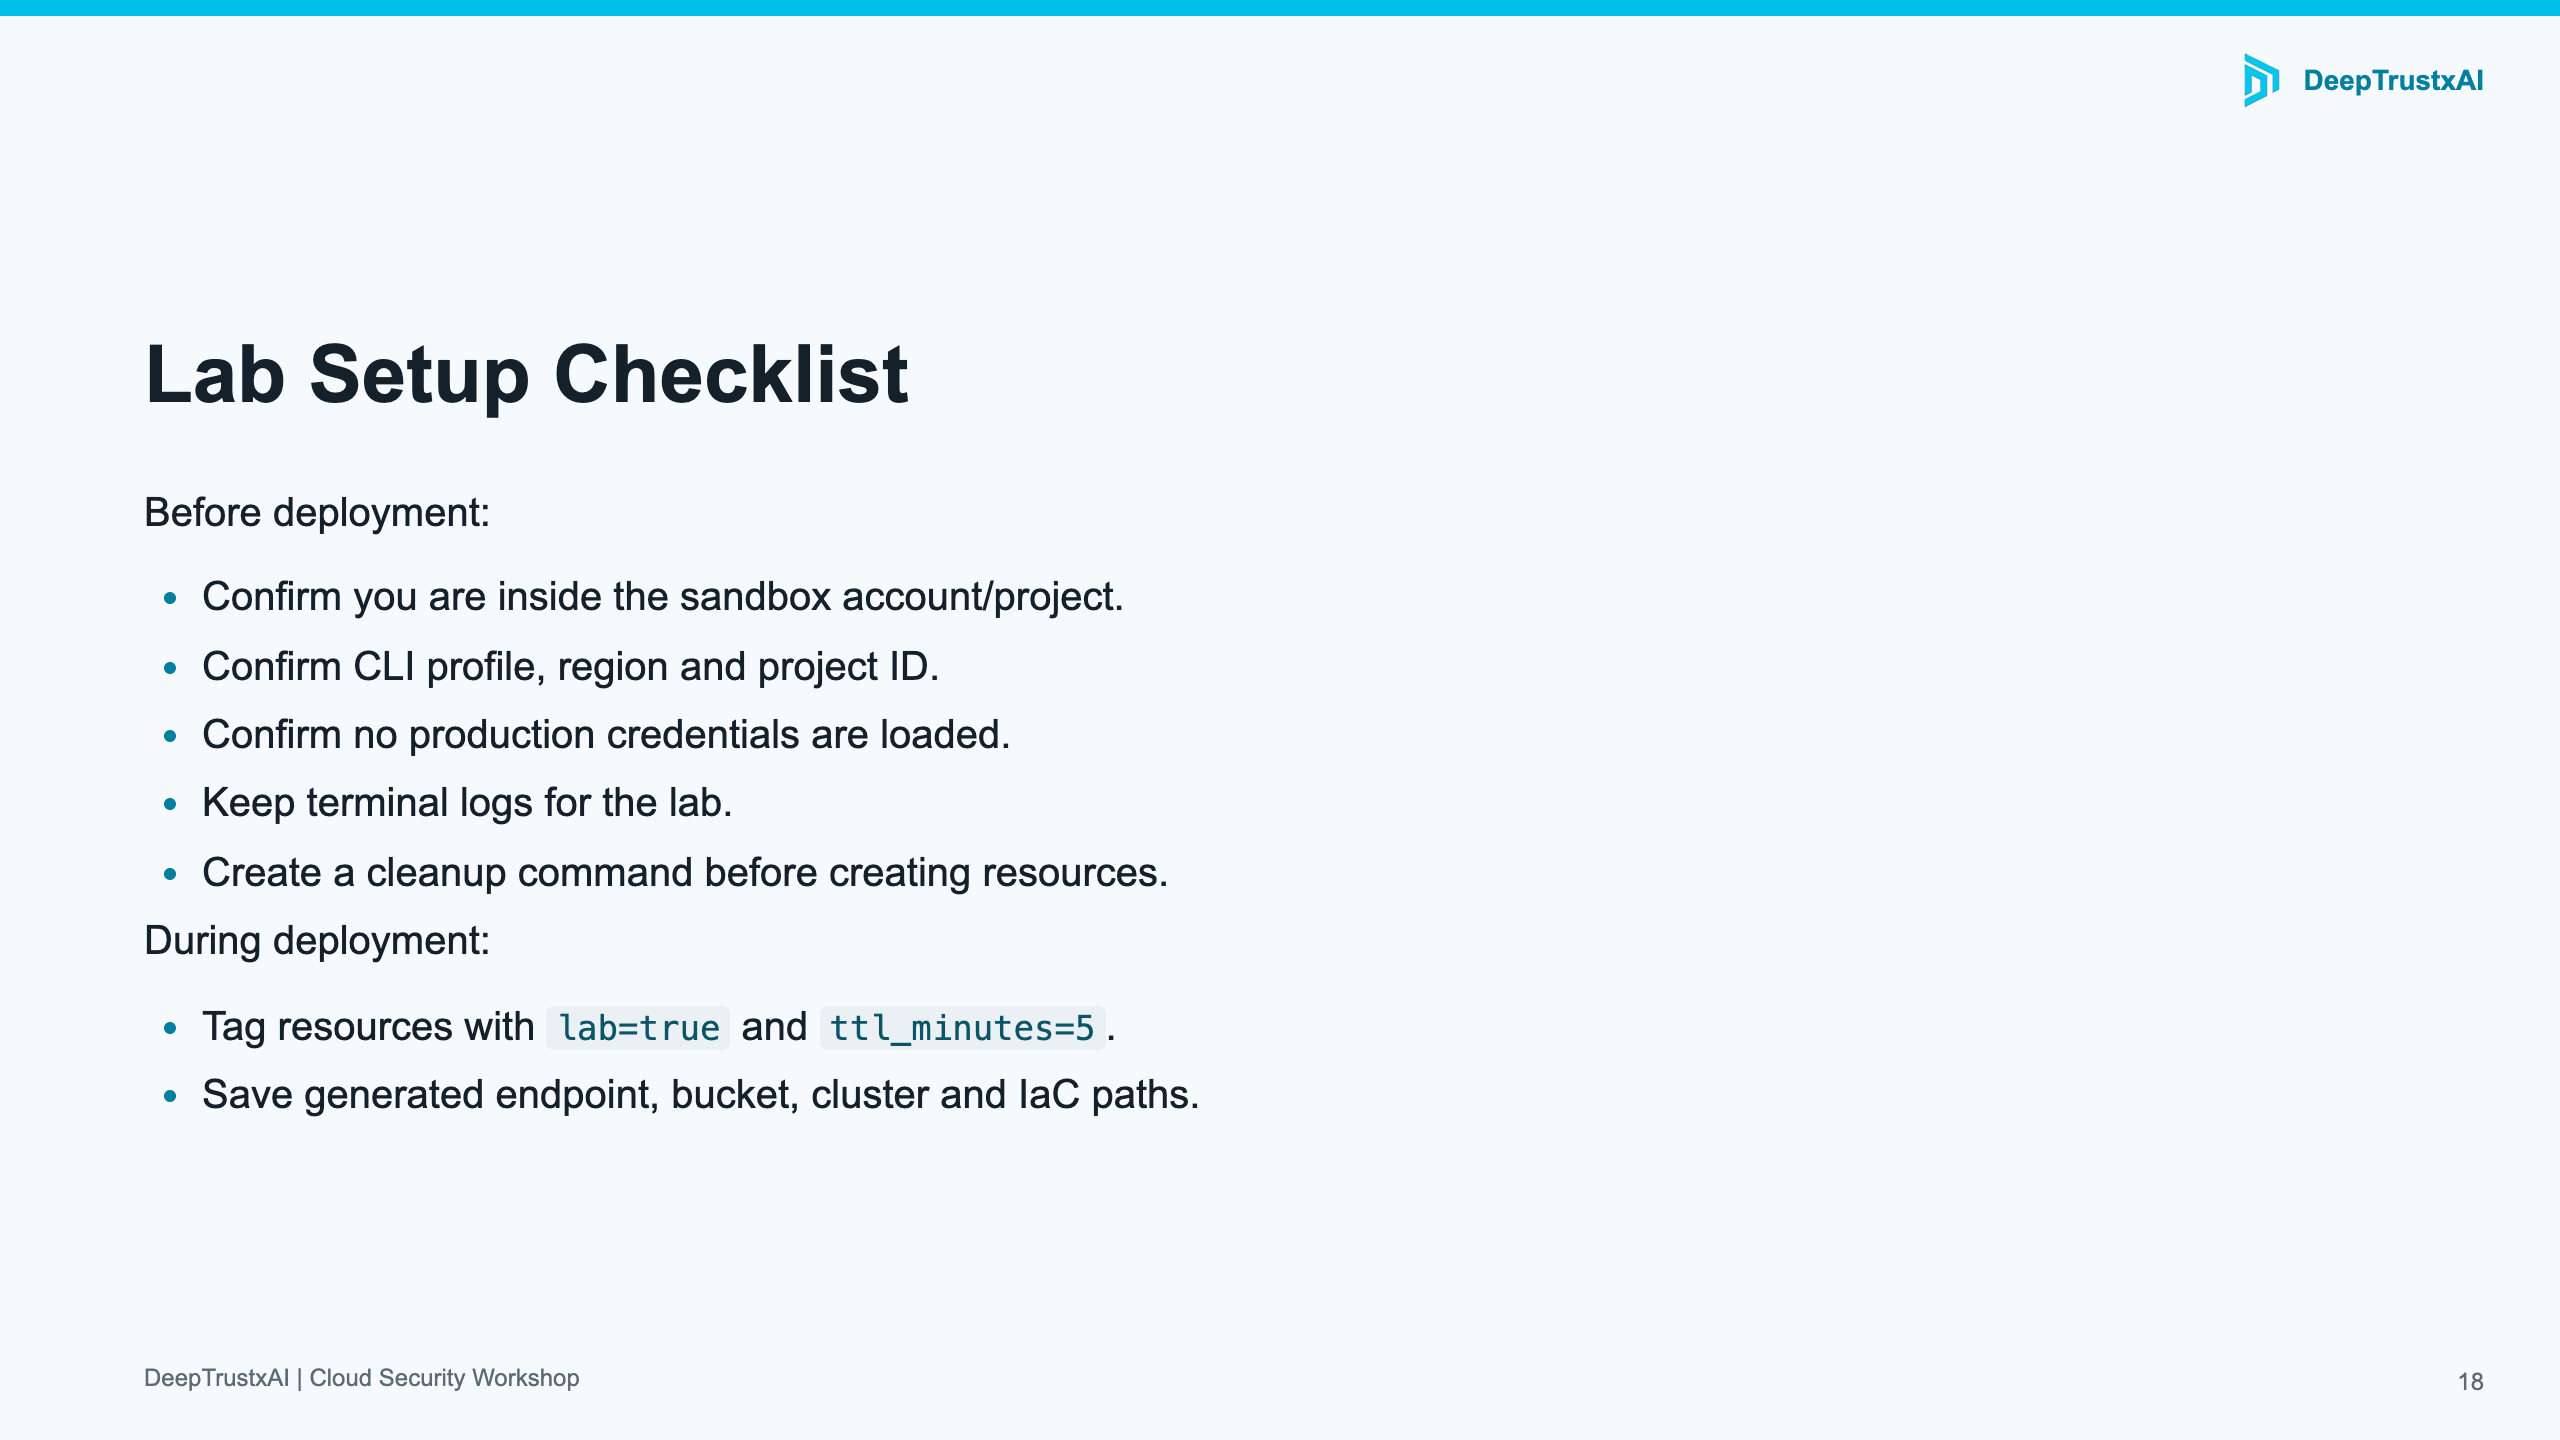 DeepTrustxAI
Lab Setup Checklist
Before deployment:
• Confirm you are inside the sandbox account/project.
• Confirm CLI profile, region and project ID.
• Confirm no production credentials are loaded.
• Keep terminal logs for the lab.
• Create a cleanup command before creating resources.
During deployment:
• Tag resources with lab=true and ttl_minutes=5.
• Save generated endpoint, bucket, cluster and IaC paths.
DeepTrustxAI | Cloud Security Workshop
18